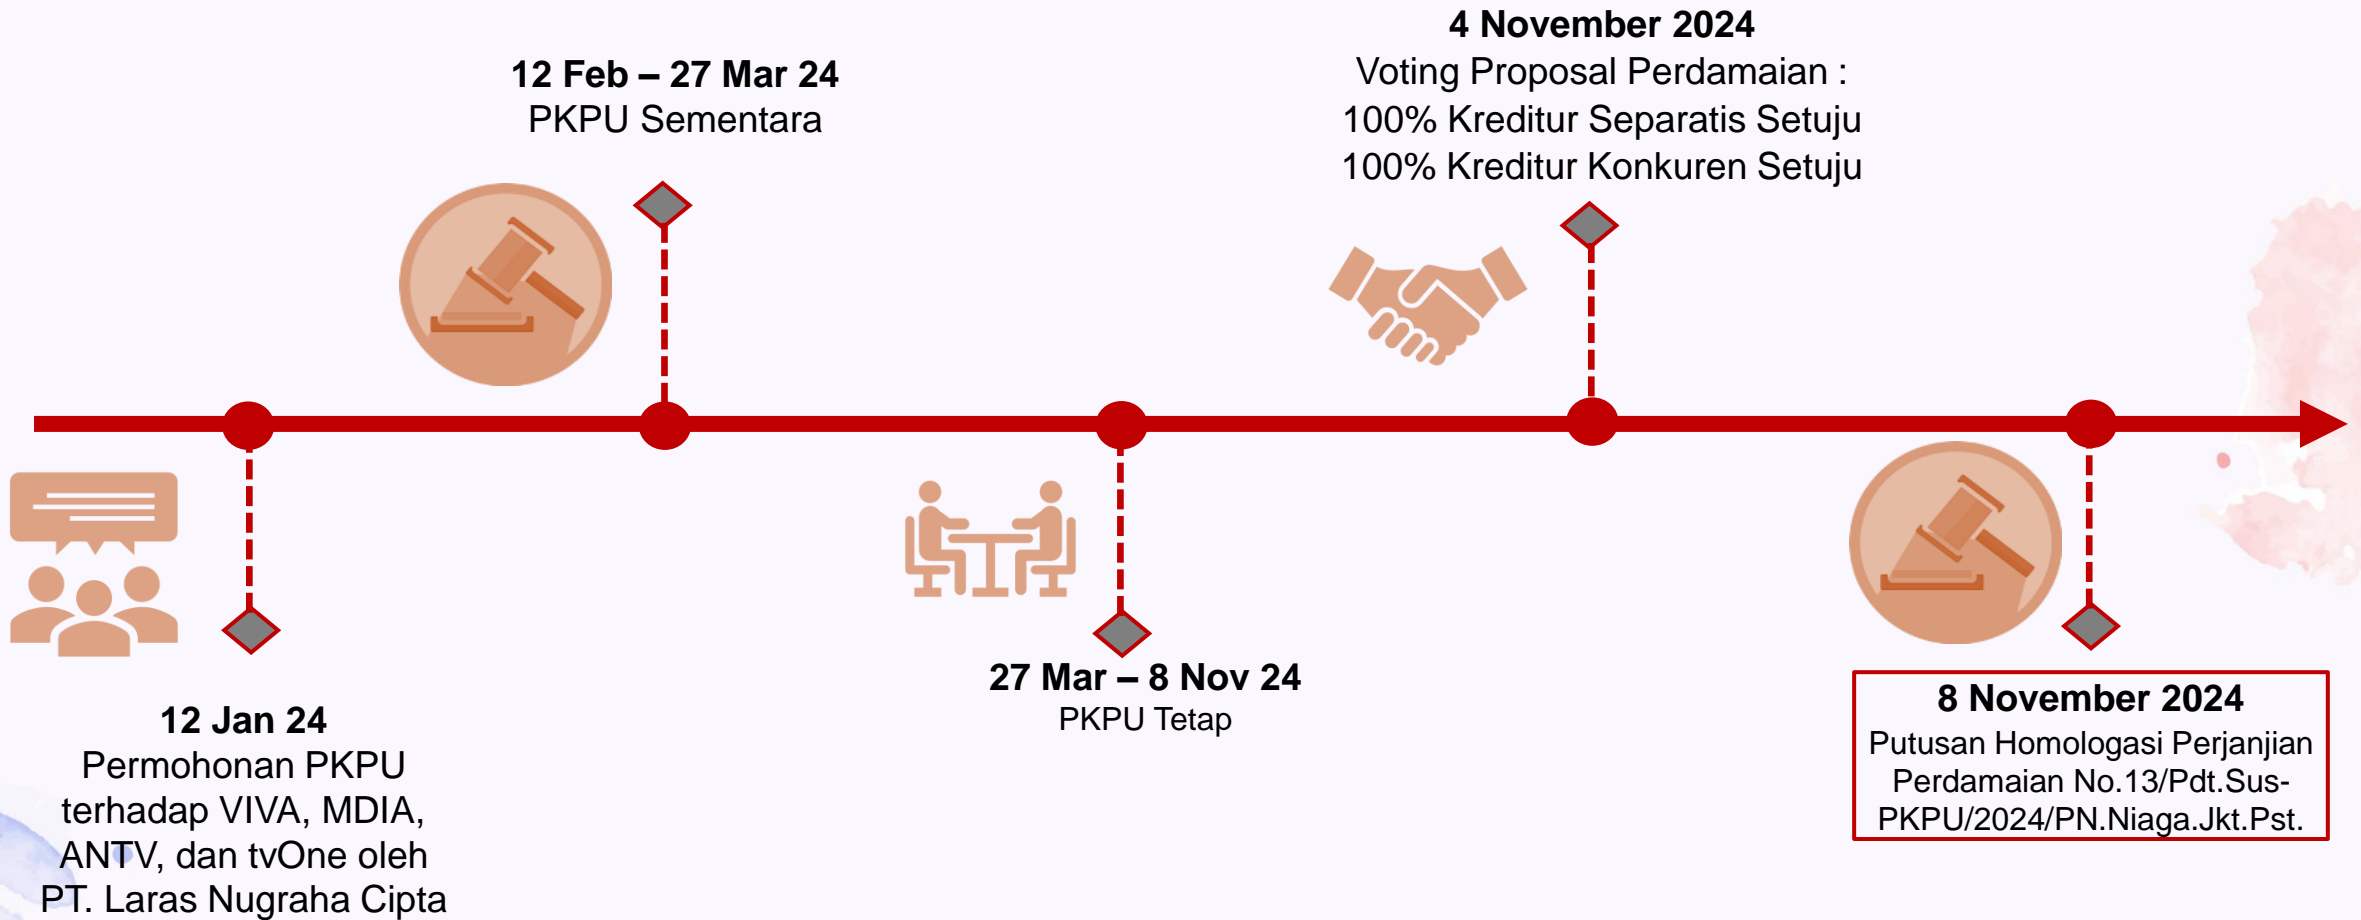 12 Jan 24
Permohonan PKPU
terhadap VIVA, MDIA,
ANTV, dan tvOne oleh
PT. Laras Nugraha Cipta
12 Feb – 27 Mar 24
PKPU Sementara
27 Mar – 8 Nov 24
PKPU Tetap
4 November 2024
Voting Proposal Perdamaian :
100% Kreditur Separatis Setuju
100% Kreditur Konkuren Setuju
8 November 2024
Putusan Homologasi Perjanjian
Perdamaian No.13/Pdt.Sus-
PKPU/2024/PN.Niaga.Jkt.Pst.